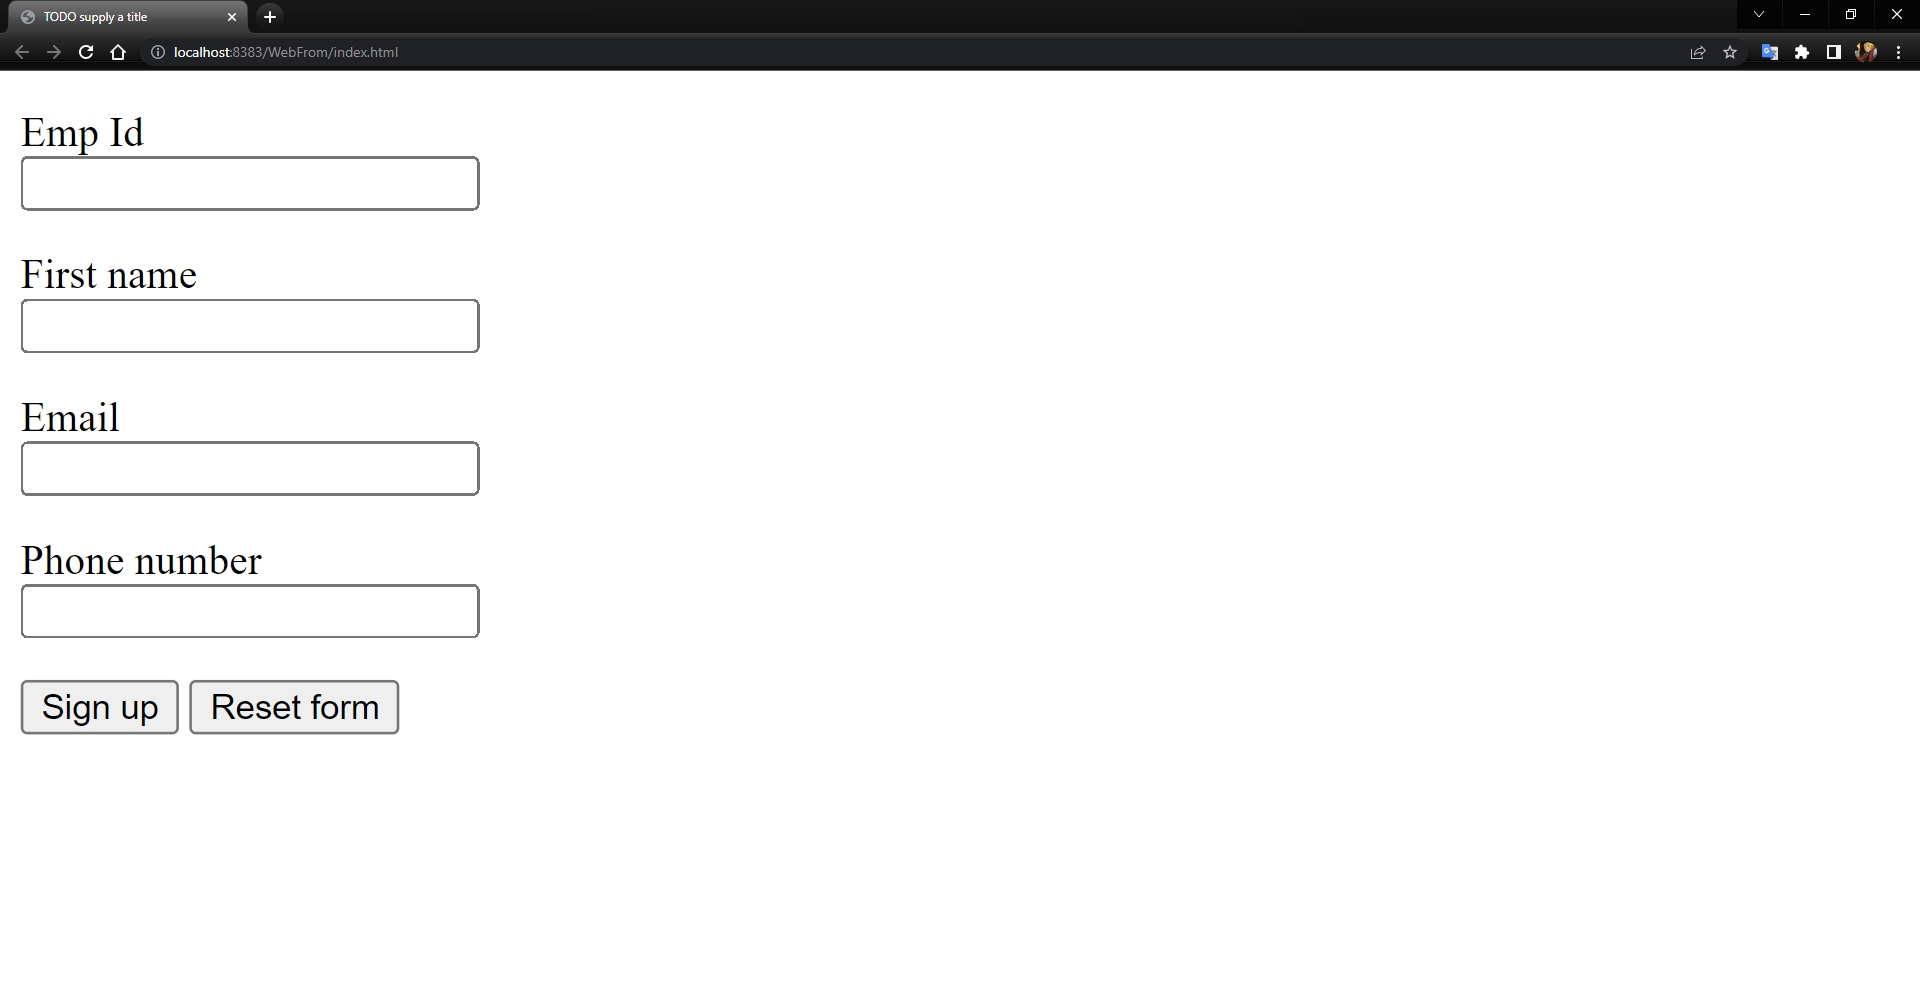 TODO supply a title
localhost:8383/WebFrom/index.html
Emp Id
First name
Email
Phone number
Sign up Reset form